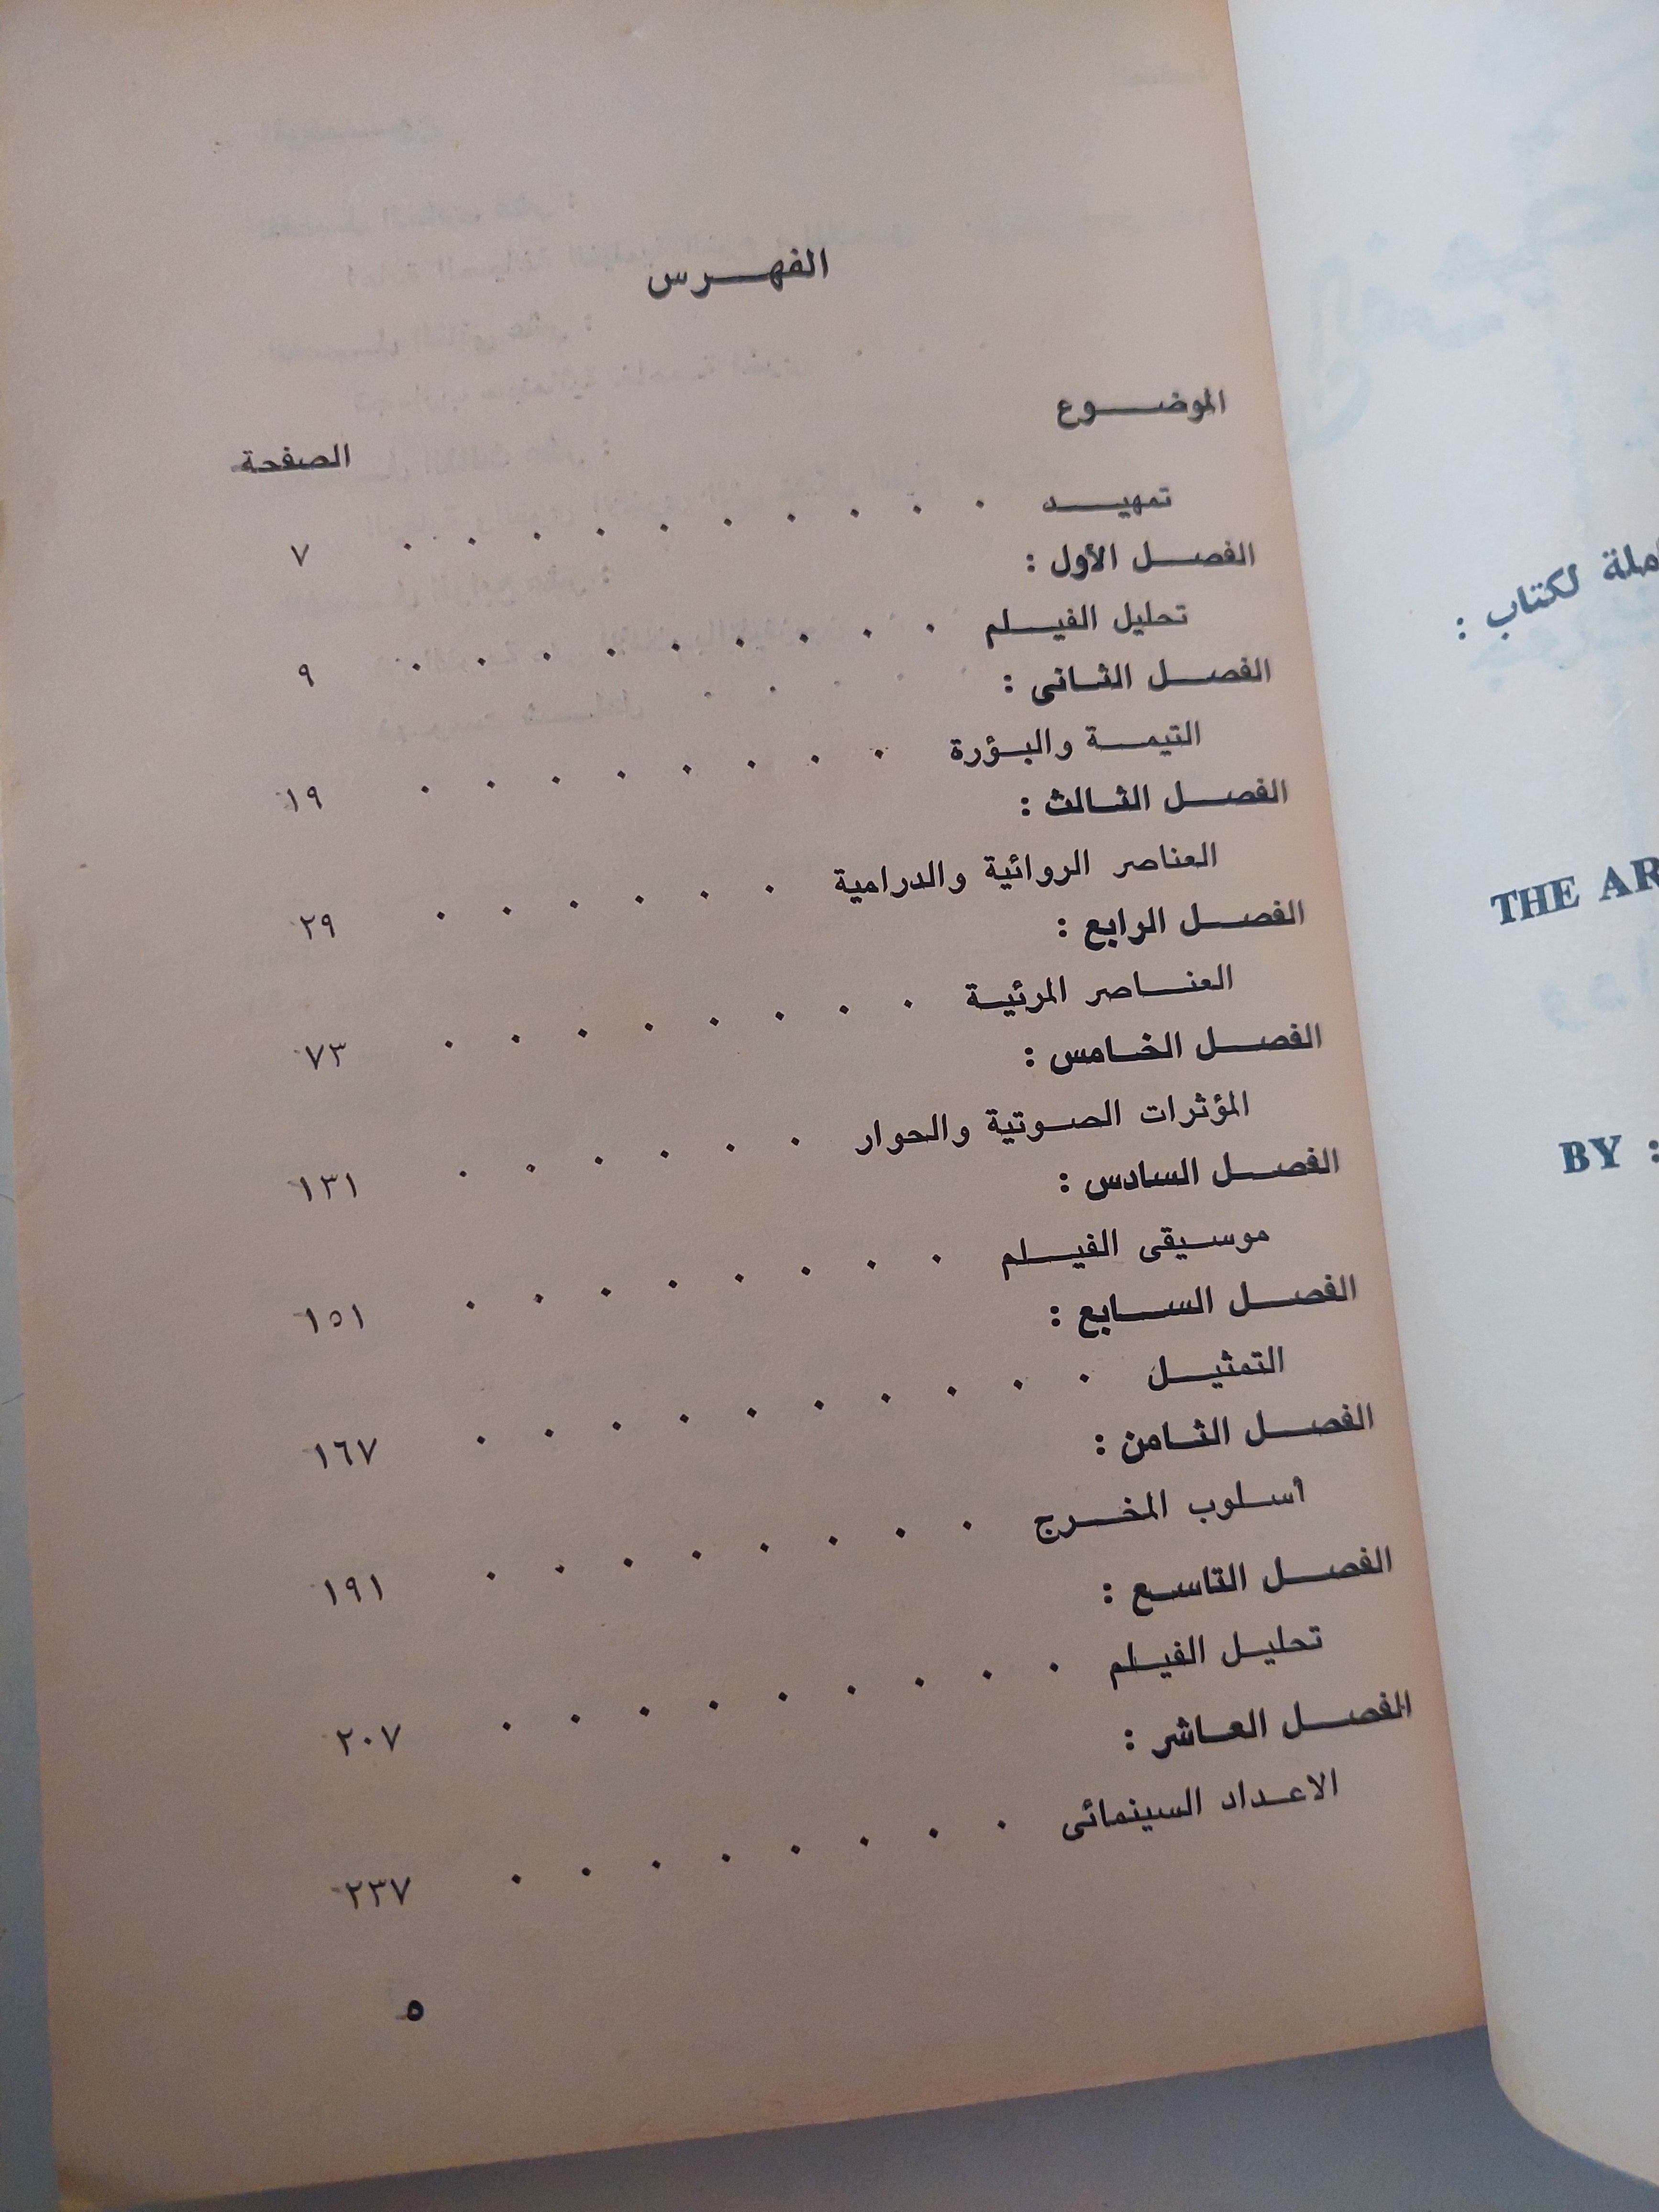 الفهرس
الموضوع
الصفحة
تمهيد . . . . . . . . . . ٧
الفصل الأول :
تحليل الفيلم . . . . . . . . . ٩
الفصل الثانى :
التيمة والبؤرة . . . . . . . . ١٩
الفصل الثالث :
العناصر الروائية والدرامية . . . . . . ٢٩
الفصل الرابع :
العناصر المرئية . . . . . . . . ٧٣
الفصل الخامس :
المؤثرات الصوتية والحوار . . . . . . ١٣١
الفصل السادس :
موسيقى الفيلم . . . . . . . . ١٥١
الفصل السابع :
التمثيل . . . . . . . . . . ١٦٧
الفصل الثامن :
أسلوب المخرج . . . . . . . . ١٩١
الفصل التاسع :
تحليل الفيلم . . . . . . . . . ٢٠٧
الفصل العاشر :
الاعداد السينمائى . . . . . . . . ٢٣٧
٥
لكتاب :
THE
BY :